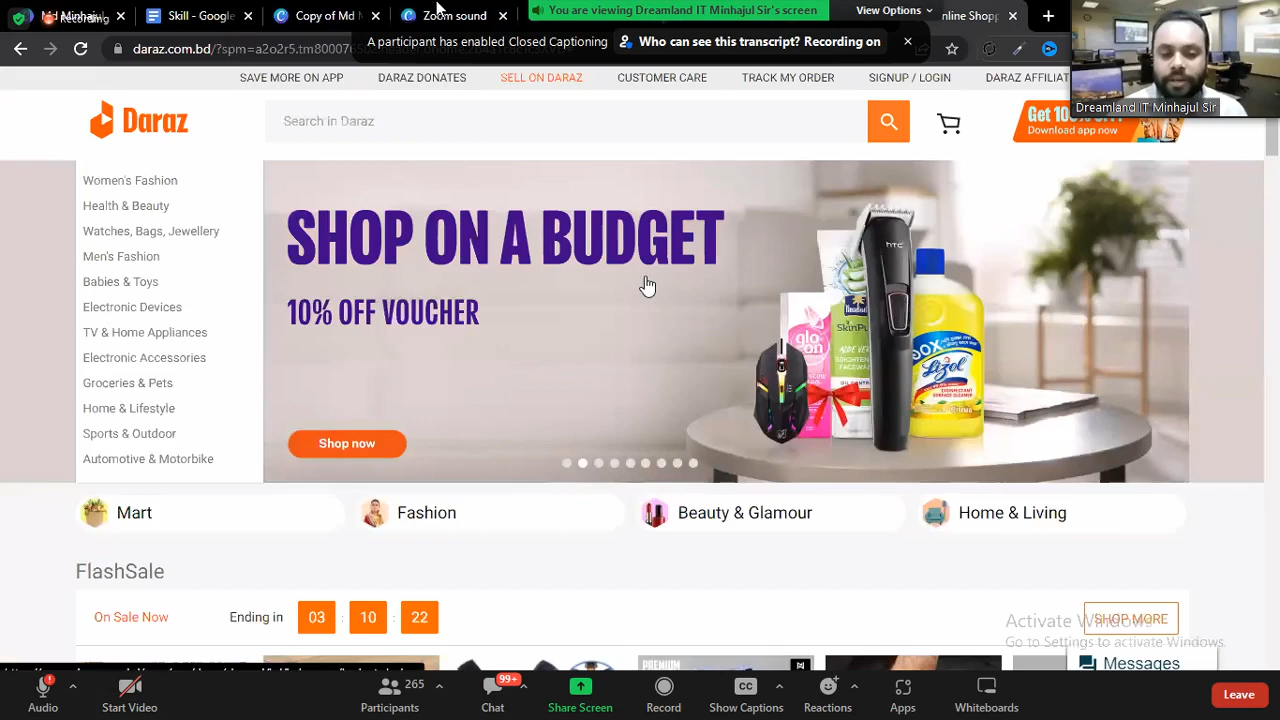 Recording
Skill - Google
Copy of Md M
Zoom sound
You are viewing Dreamland IT Minhajul Sir's screen
View Options
nline Shopp
daraz.com.bd/?spm=a2o2r5.tm80007
A participant has enabled Closed Captioning
Who can see this transcript? Recording on
SAVE MORE ON APP
DARAZ DONATES
SELL ON DARAZ
CUSTOMER CARE
TRACK MY ORDER
SIGNUP / LOGIN
DARAZ AFFILIAT
Dreamland IT Minhajul Sir
Daraz
Search in Daraz
Download app now
Women's Fashion
Health & Beauty
Watches, Bags, Jewellery
Men's Fashion
Babies & Toys
Electronic Devices
TV & Home Appliances
Electronic Accessories
Groceries & Pets
Home & Lifestyle
Sports & Outdoor
Automotive & Motorbike
SHOP ON A BUDGET
10% OFF VOUCHER
Shop now
htc
Parachute
SkinPu
Lizol
Mart
Fashion
Beauty & Glamour
Home & Living
FlashSale
On Sale Now
Ending in
03 : 10 : 22
SHOP MORE
Activate Windows
Go to Settings to activate Windows.
PREMIUM
Messages
Audio
Start Video
265
Participants
99+
Chat
Share Screen
Record
CC
Show Captions
Reactions
Apps
Whiteboards
Leave